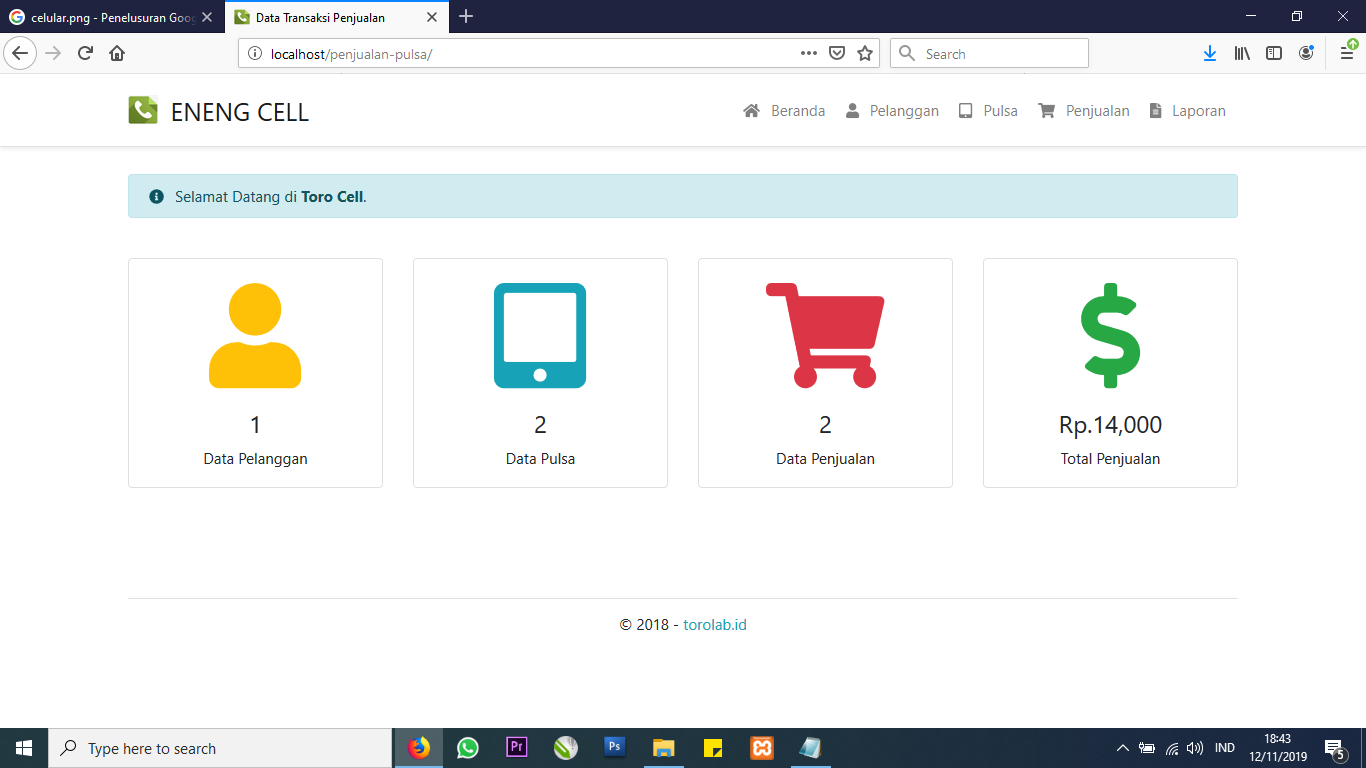 celular.png - Penelusuran Goo
Data Transaksi Penjualan
localhost/penjualan-pulsa/
Search
ENENG CELL
Beranda
Pelanggan
Pulsa
Penjualan
Laporan
Selamat Datang di Toro Cell.
1
Data Pelanggan
2
Data Pulsa
2
Data Penjualan
Rp.14,000
Total Penjualan
© 2018 - torolab.id
Type here to search
Pr
Ps
IND
18:43
12/11/2019
5